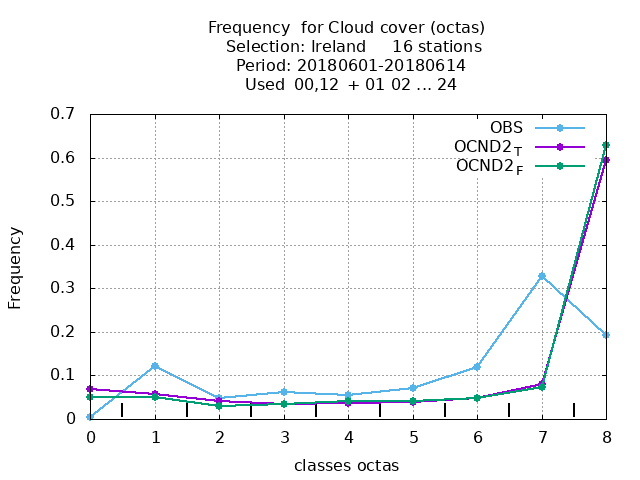 Frequency for Cloud cover (octas)
Selection: Ireland 16 stations
Period: 20180601-20180614
Used 00,12 + 01 02 ... 24
OBS
OCND2T
OCND2F
0.7
0.6
0.5
0.4
0.3
0.2
0.1
0
Frequency
0 1 2 3 4 5 6 7 8
classes octas